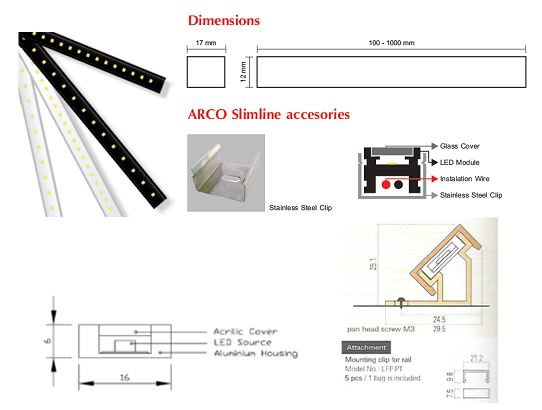 Dimensions
17 mm
100 - 1000 mm
12 mm
ARCO Slimline accesories
Glass Cover
LED Module
Instalation Wire
Stainless Steel Clip
Stainless Steel Clip
25.1
24.5
pan head screw M3
29.5
Attachment
Mounting clip for rail
Model No : LFP-PT
5 pcs / 1 bag is included
21.2
9.8
7.5
Acrilic Cover
LED Source
Aluminium Housing
6
16